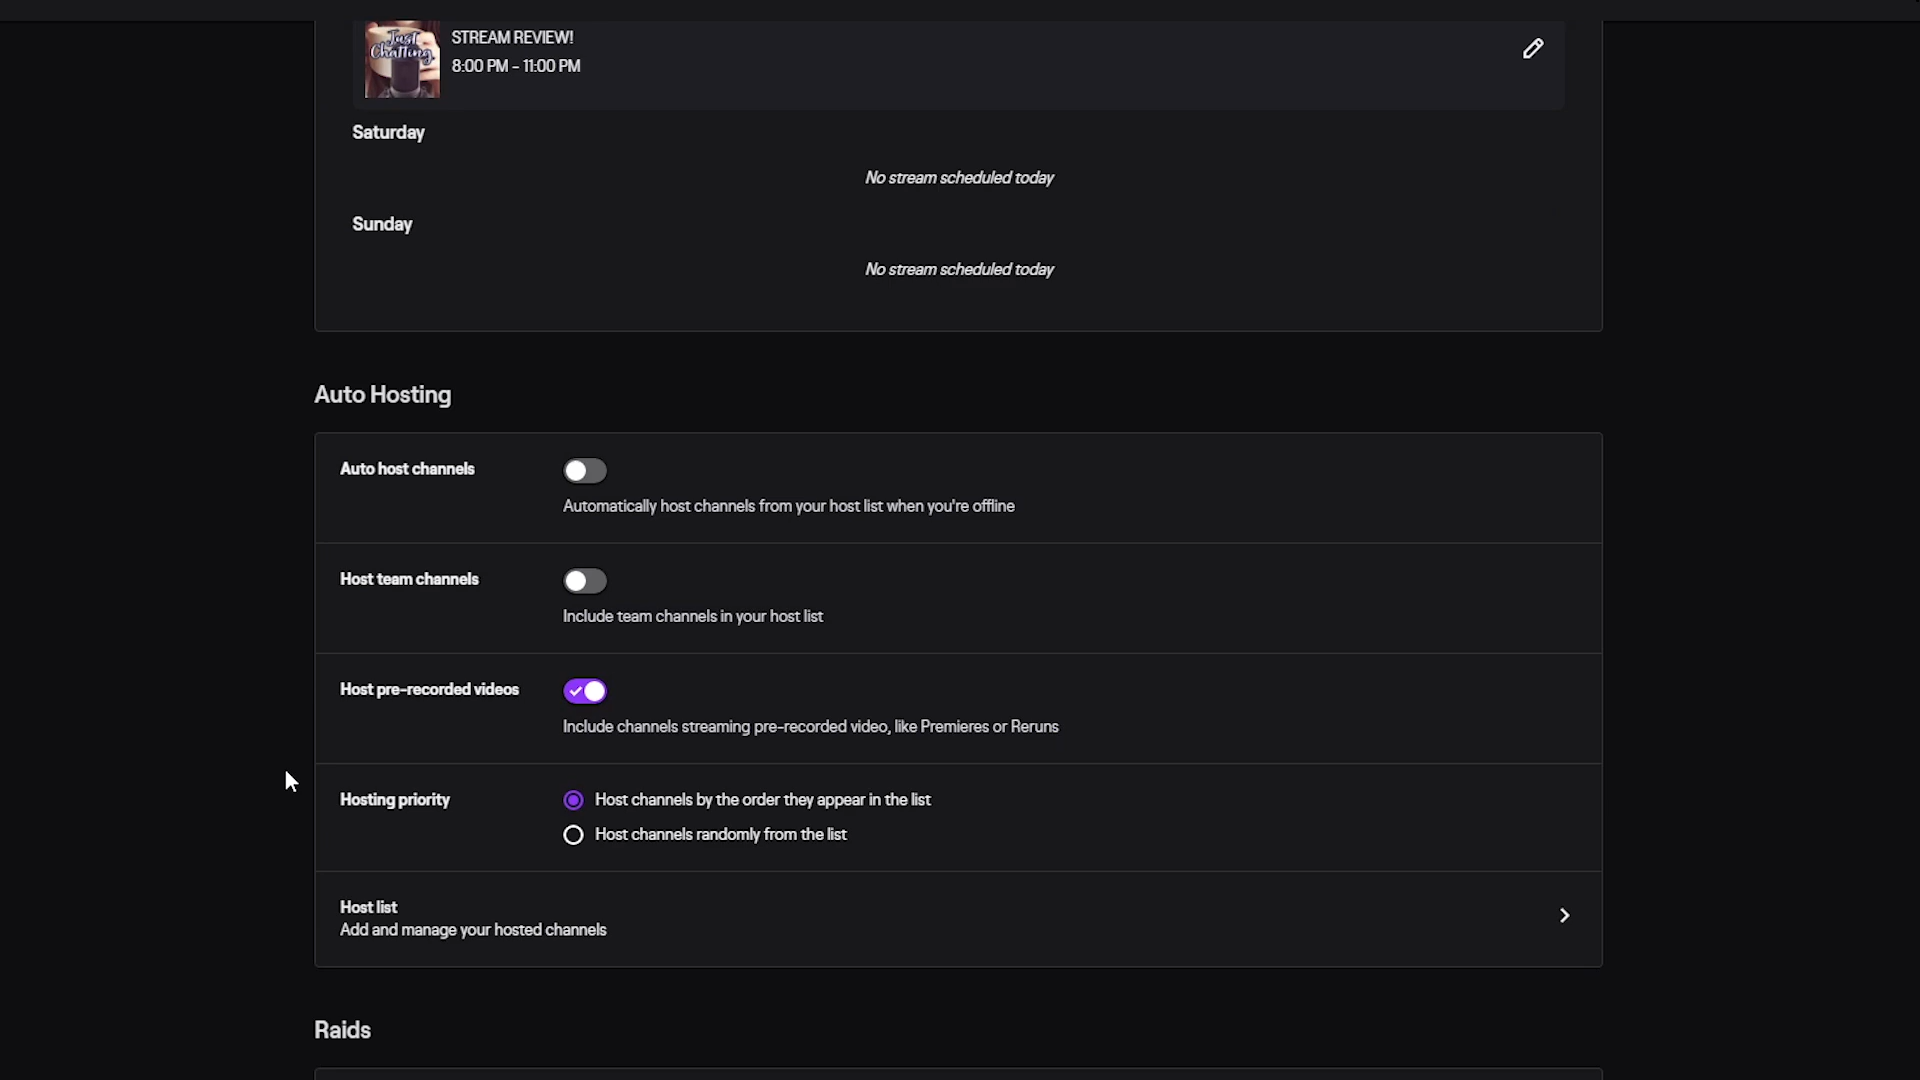 Just
Chatting
STREAM REVIEW!
8:00 PM – 11:00 PM
Saturday
No stream scheduled today
Sunday
No stream scheduled today
Auto Hosting
Auto host channels
Automatically host channels from your host list when you're offline
Host team channels
Include team channels in your host list
Host pre-recorded videos
Include channels streaming pre-recorded video, like Premieres or Reruns
Hosting priority
Host channels by the order they appear in the list
Host channels randomly from the list
Host list
Add and manage your hosted channels
Raids